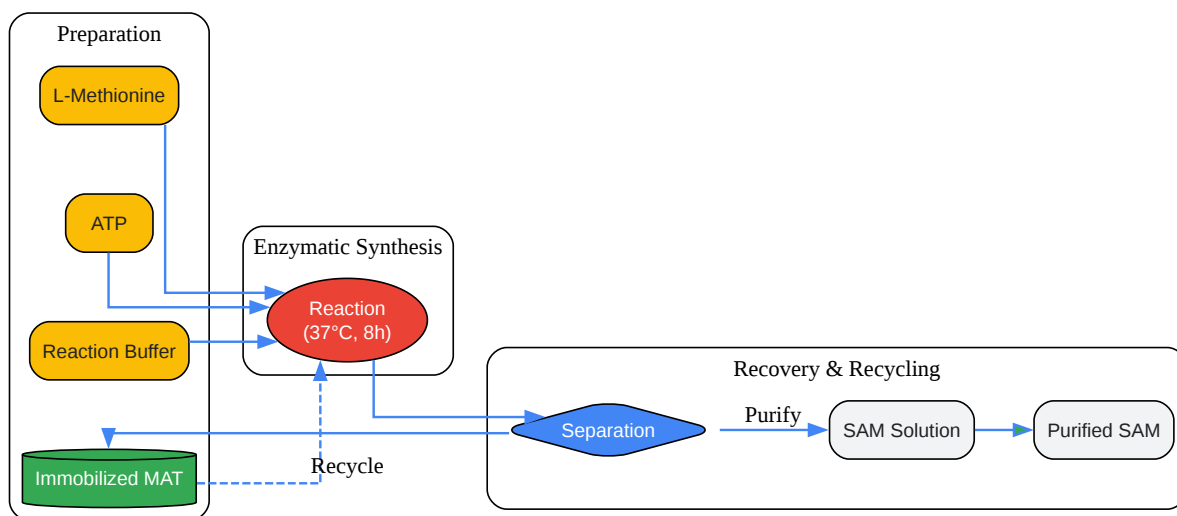 Preparation
L-Methionine
ATP
Reaction Buffer
Immobilized MAT
Enzymatic Synthesis
Reaction
(37°C, 8h)
Recycle
Recovery & Recycling
Separation
Purify
SAM Solution
Purified SAM